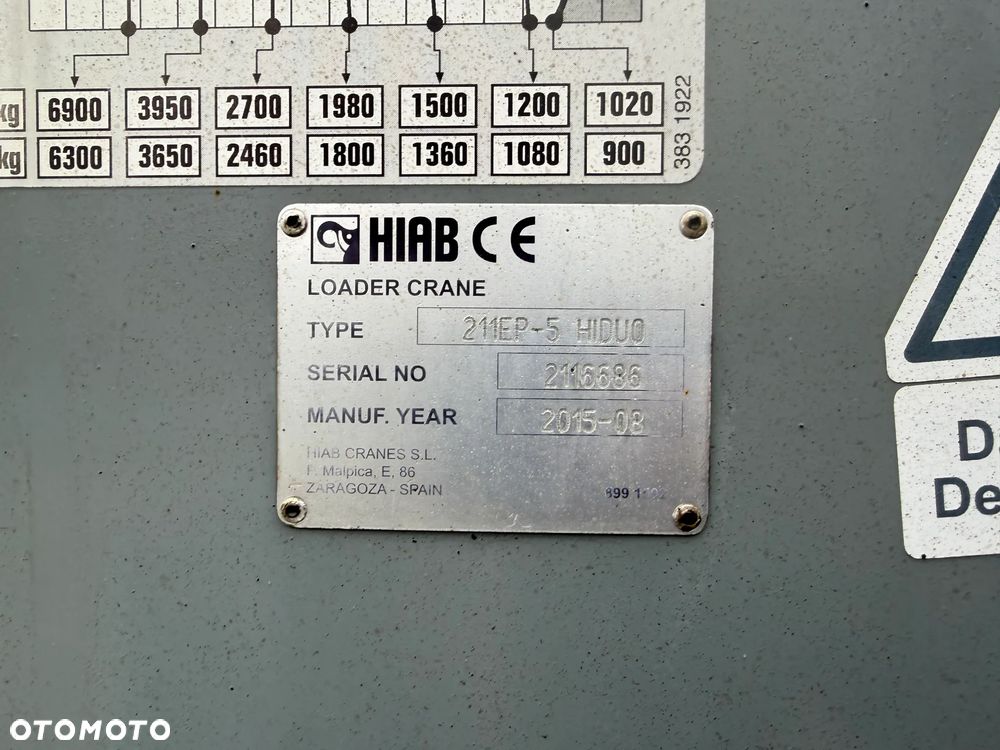 kg 6900 3950 2700 1980 1500 1200 1020
kg 6300 3650 2460 1800 1360 1080 900
383 1922
HIAB CE
LOADER CRANE
TYPE 211EP-5 HIDUO
SERIAL NO 2116686
MANUF. YEAR 2015-08
HIAB CRANES S.L.
F. Malpica, E, 86
ZARAGOZA - SPAIN
OTOMOTO